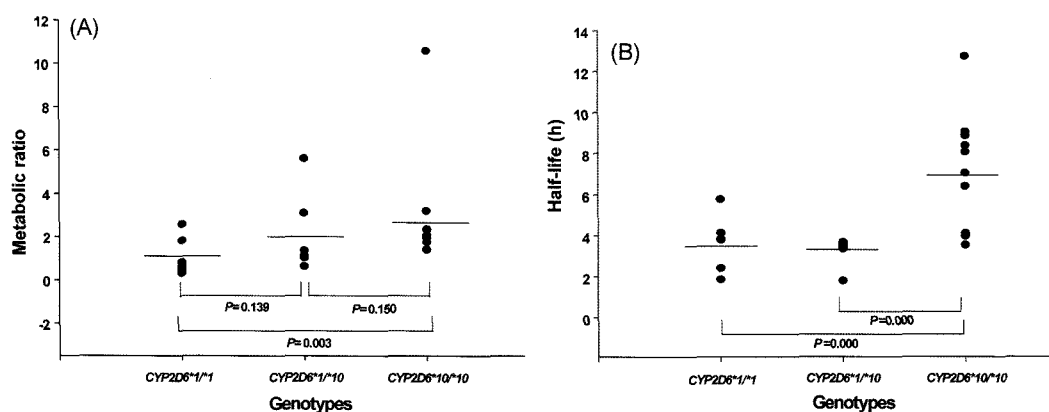 (A)
Metabolic ratio
12
10
8
6
4
2
0
-2
P=0.139
P=0.150
P=0.003
CYP2D6*1/*1
CYP2D6*1/*10
CYP2D6*10/*10
Genotypes
(B)
Half-life (h)
14
12
10
8
6
4
2
0
P=0.000
P=0.000
CYP2D6*1/*1
CYP2D6*1/*10
CYP2D6*10/*10
Genotypes